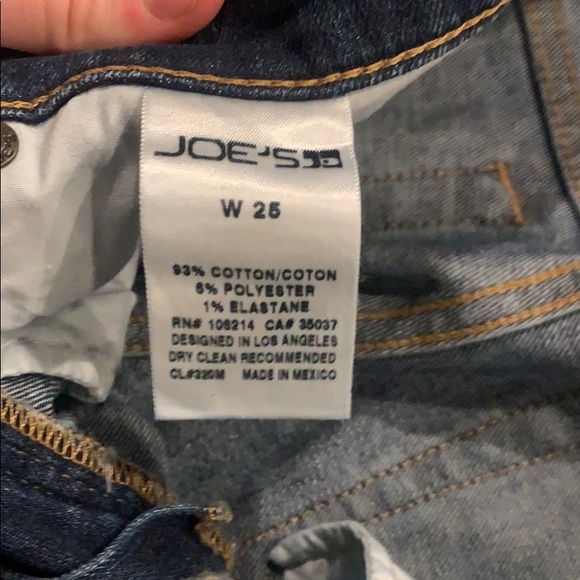 JOE'S
W 25
93% COTTON/COTON
6% POLYESTER
1% ELASTANE
RN# 106214 CA# 35037
DESIGNED IN LOS ANGELES
DRY CLEAN RECOMMENDED
CL#320M MADE IN MEXICO